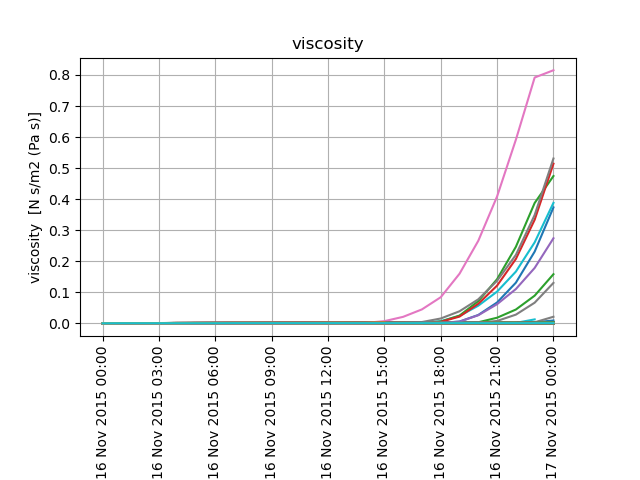 viscosity
viscosity [N s/m2 (Pa s)]
0.8
0.7
0.6
0.5
0.4
0.3
0.2
0.1
0.0
16 Nov 2015 00:00
16 Nov 2015 03:00
16 Nov 2015 06:00
16 Nov 2015 09:00
16 Nov 2015 12:00
16 Nov 2015 15:00
16 Nov 2015 18:00
16 Nov 2015 21:00
17 Nov 2015 00:00